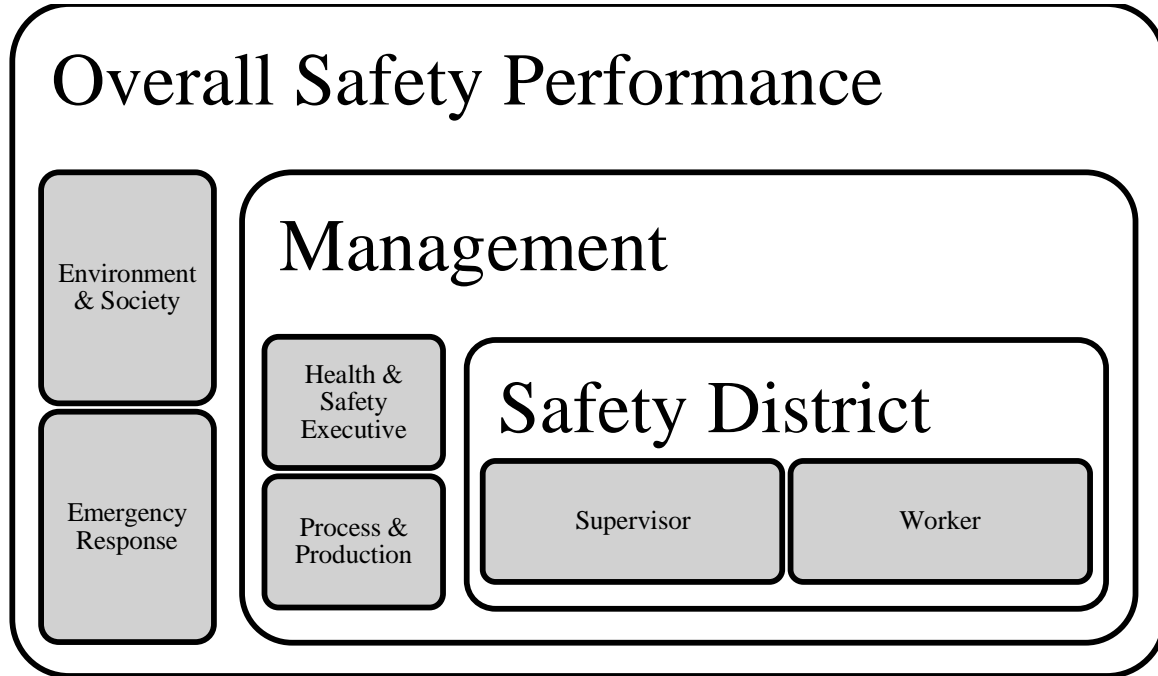 Overall Safety Performance
Environment
& Society
Emergency
Response
Management
Health &
Safety
Executive
Process &
Production
Safety District
Supervisor
Worker